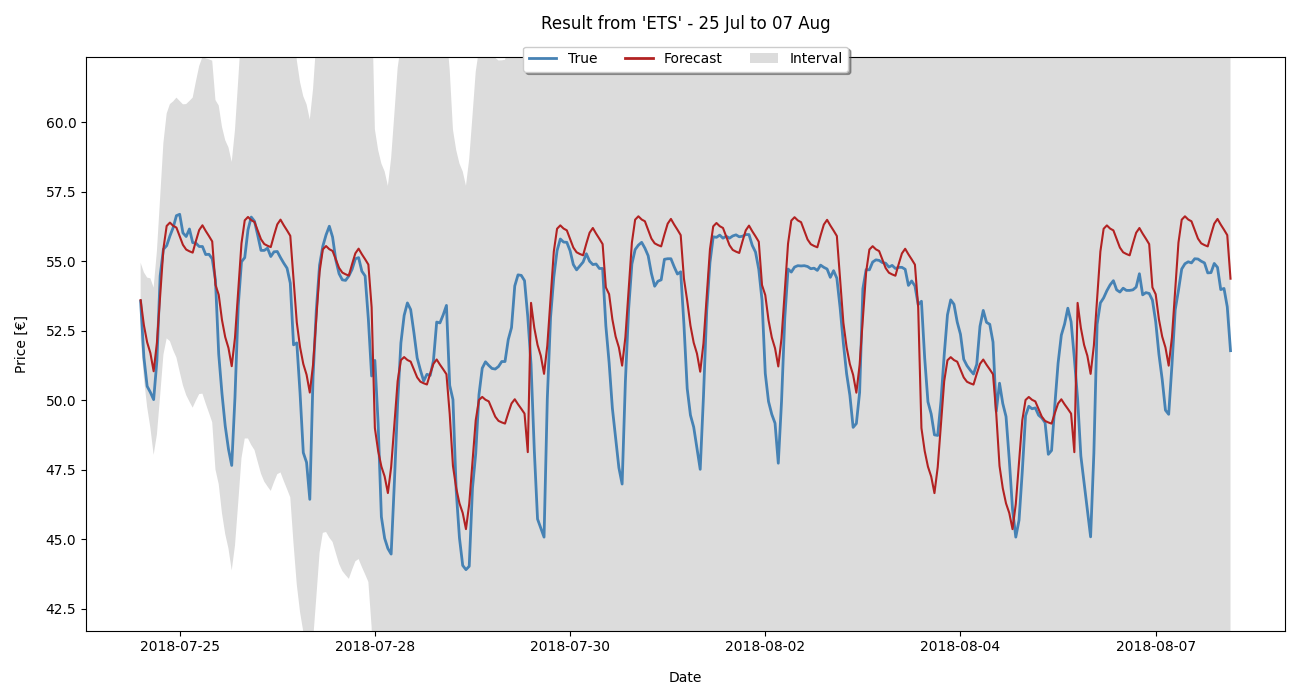 Result from 'ETS' - 25 Jul to 07 Aug
True Forecast Interval
60.0
57.5
55.0
52.5
50.0
47.5
45.0
42.5
Price [€]
2018-07-25 2018-07-28 2018-07-30 2018-08-02 2018-08-04 2018-08-07
Date